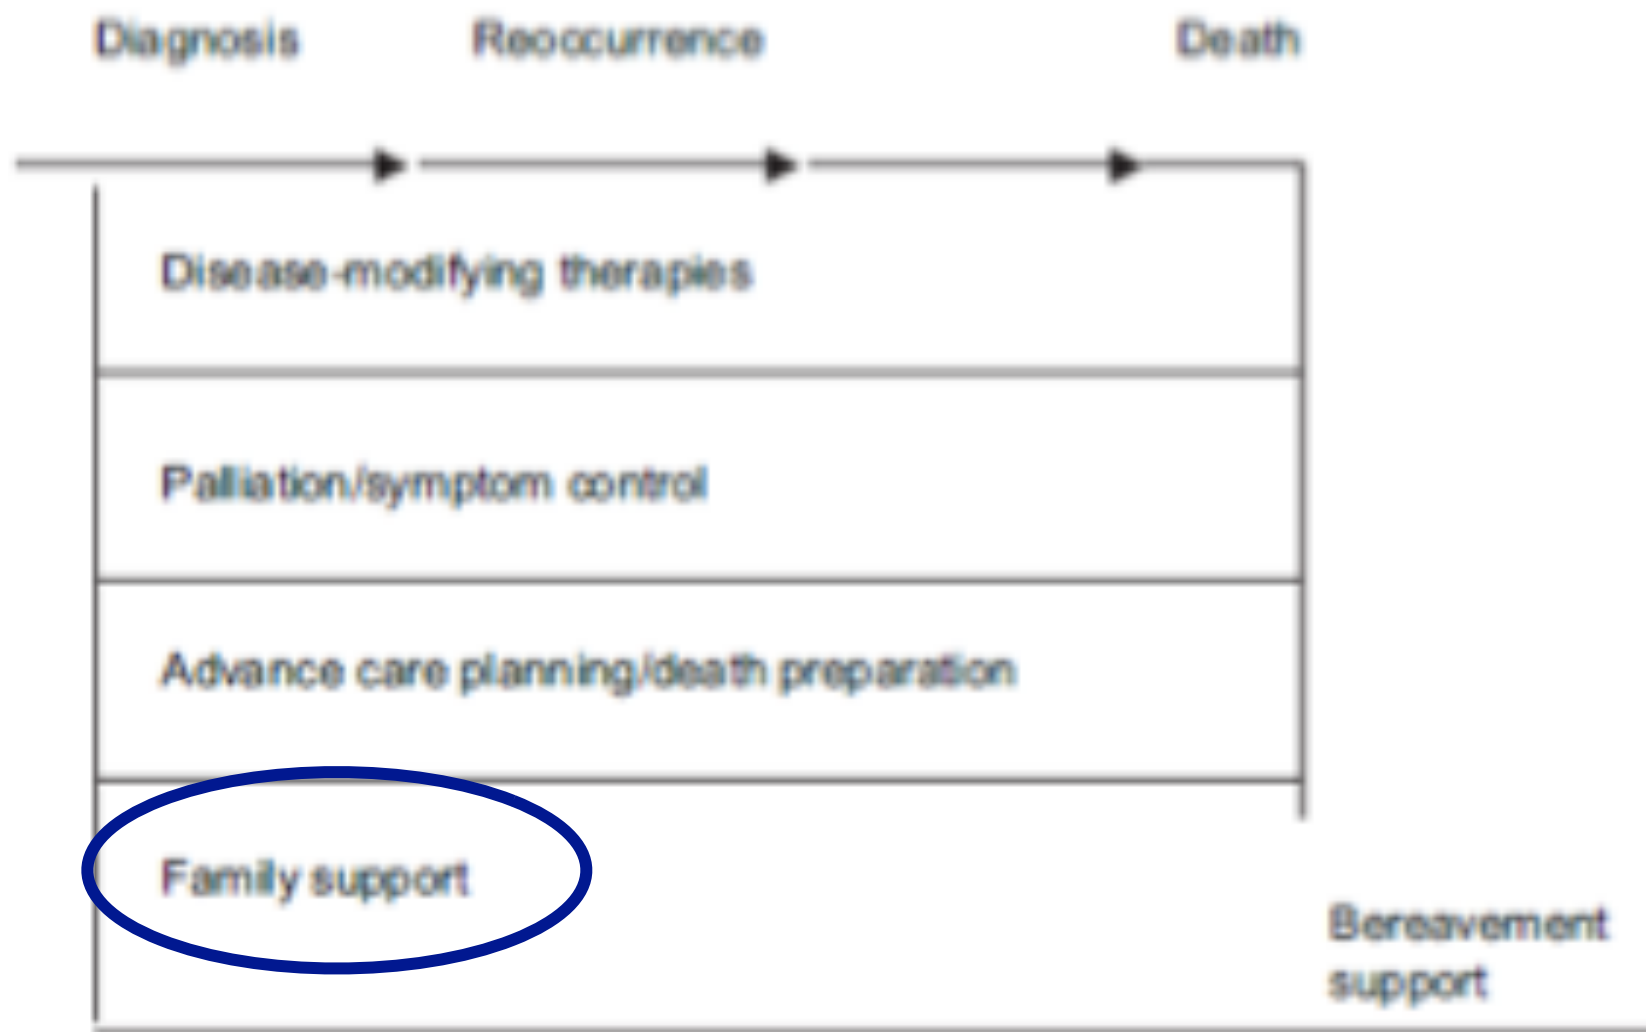 Diagnosis Reoccurrence Death
Disease-modifying therapies
Palliation/symptom control
Advance care planning/death preparation
Family support
Bereavement
support